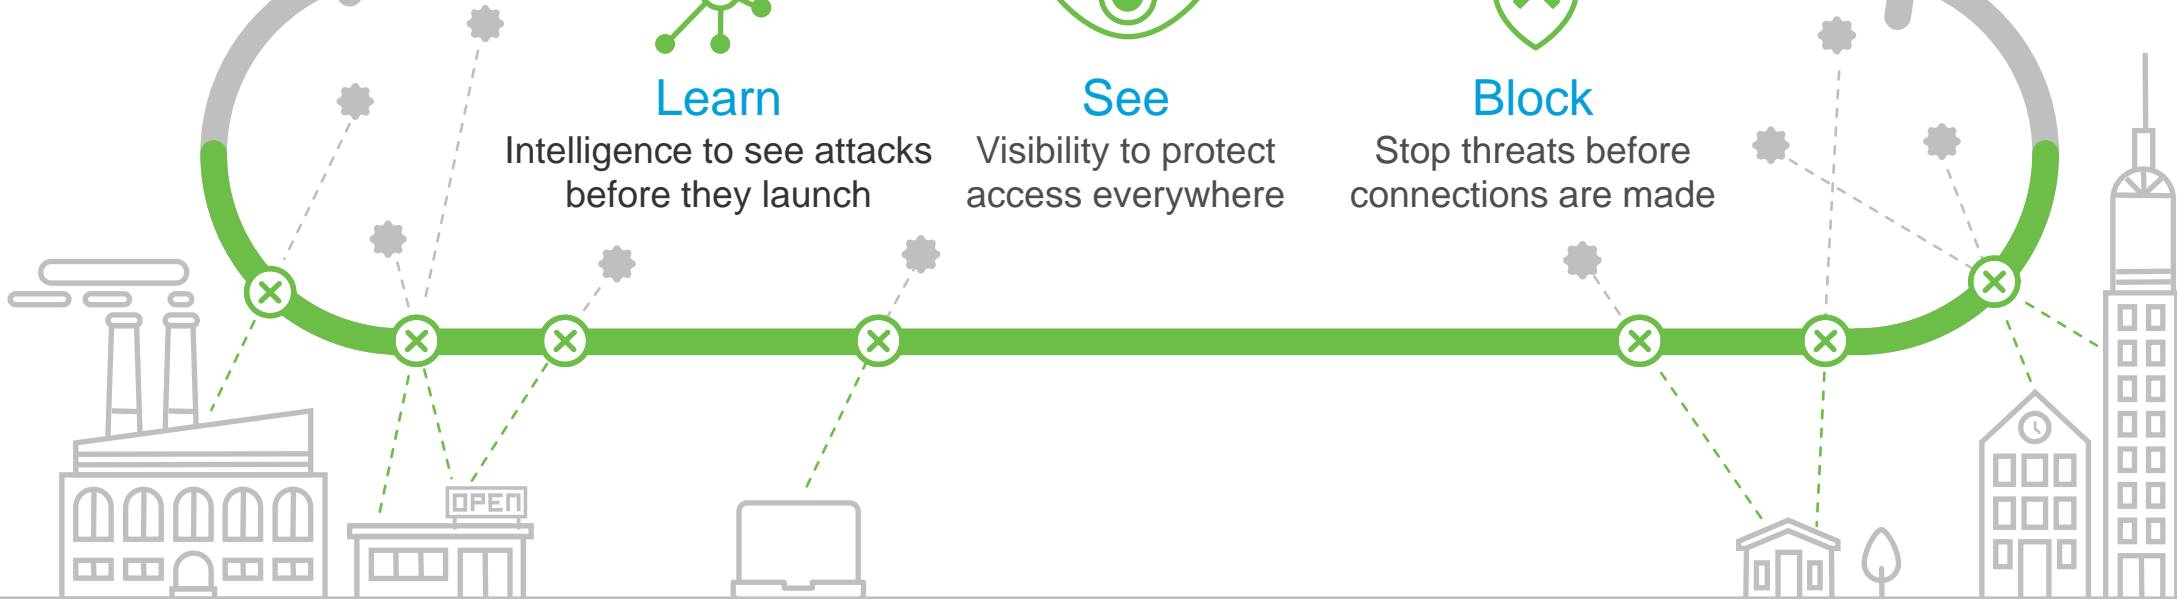 Learn
Intelligence to see attacks
before they launch
See
Visibility to protect
access everywhere
Block
Stop threats before
connections are made
OPEN